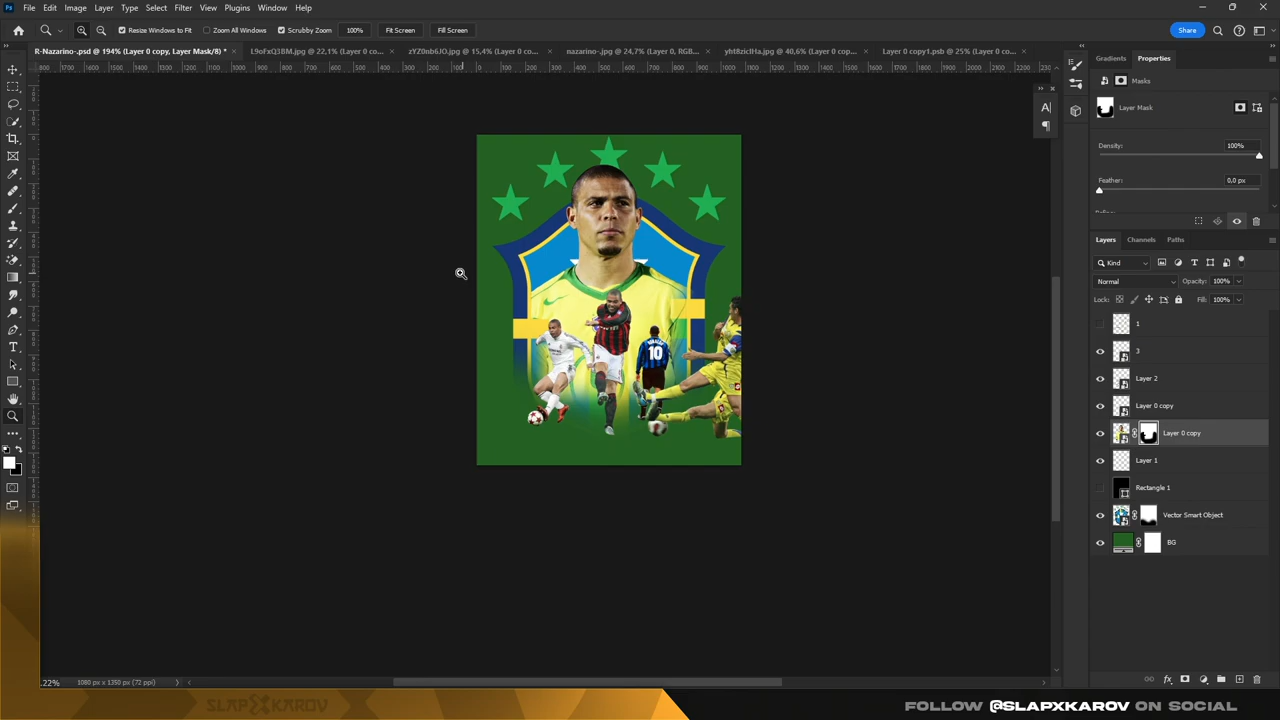 Ps File Edit Image Layer Type Select Filter View Plugins Window Help
Resize Windows to Fit Zoom All Windows Scrubby Zoom 100% Fit Screen Fill Screen Share
R-Nazarino-.psd @ 194% (Layer 0 copy, Layer Mask/8) * × L9oFxQ3BM.jpg @ 22,1% (Layer 0 co... × zYZ0nb6JO.jpg @ 15,4% (Layer 0 co... × nazarino-.jpg @ 24,7% (Layer 0, RGB... × yht8ziclHa.jpg @ 40,6% (Layer 0 cop... × Layer 0 copy1.psb @ 25% (Layer 0 c... ×
Gradients Properties
Masks
Layer Mask
Density: 100%
Feather: 0,0 px
Layers Channels Paths
Kind
Normal Opacity: 100%
Lock: Fill: 100%
1
3
Layer 2
Layer 0 copy
Layer 0 copy
Layer 1
Rectangle 1
Vector Smart Object
BG
10
.22% 1080 px x 1350 px (72 ppi)
SLAPXKAROV
FOLLOW @SLAPXKAROV ON SOCIAL